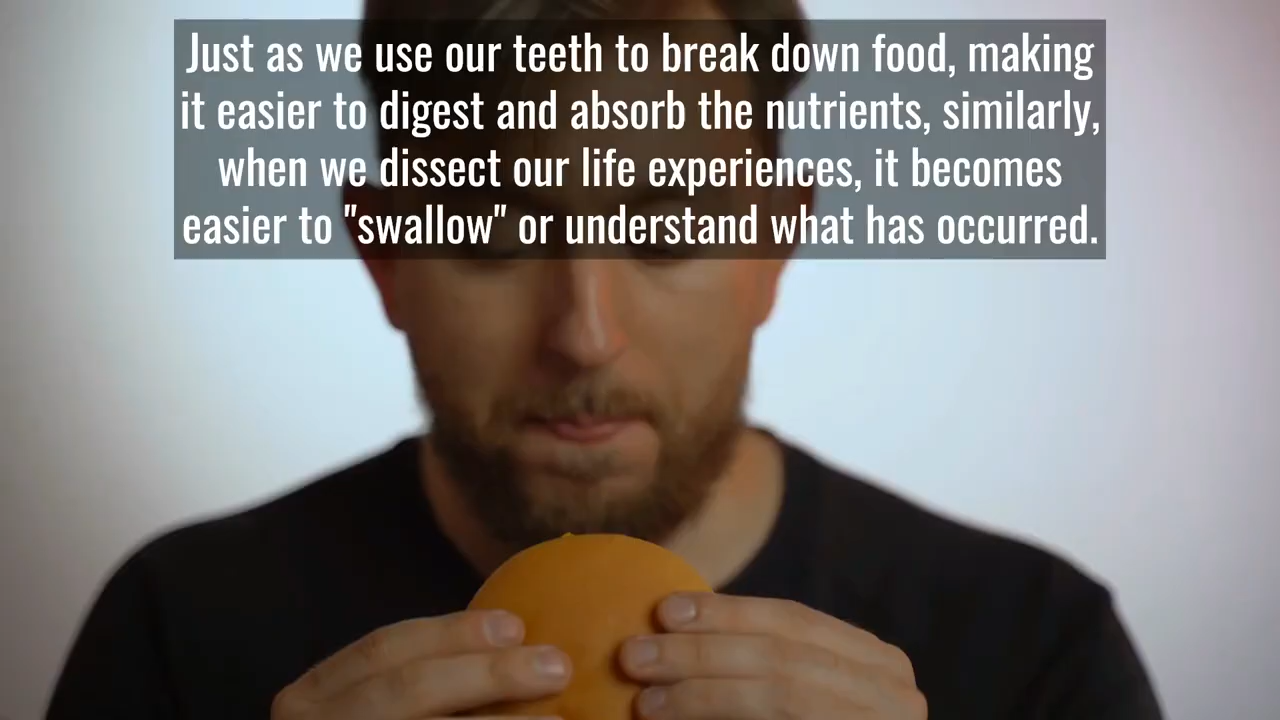 Just as we use our teeth to break down food, making
it easier to digest and absorb the nutrients, similarly,
when we dissect our life experiences, it becomes
easier to "swallow" or understand what has occurred.